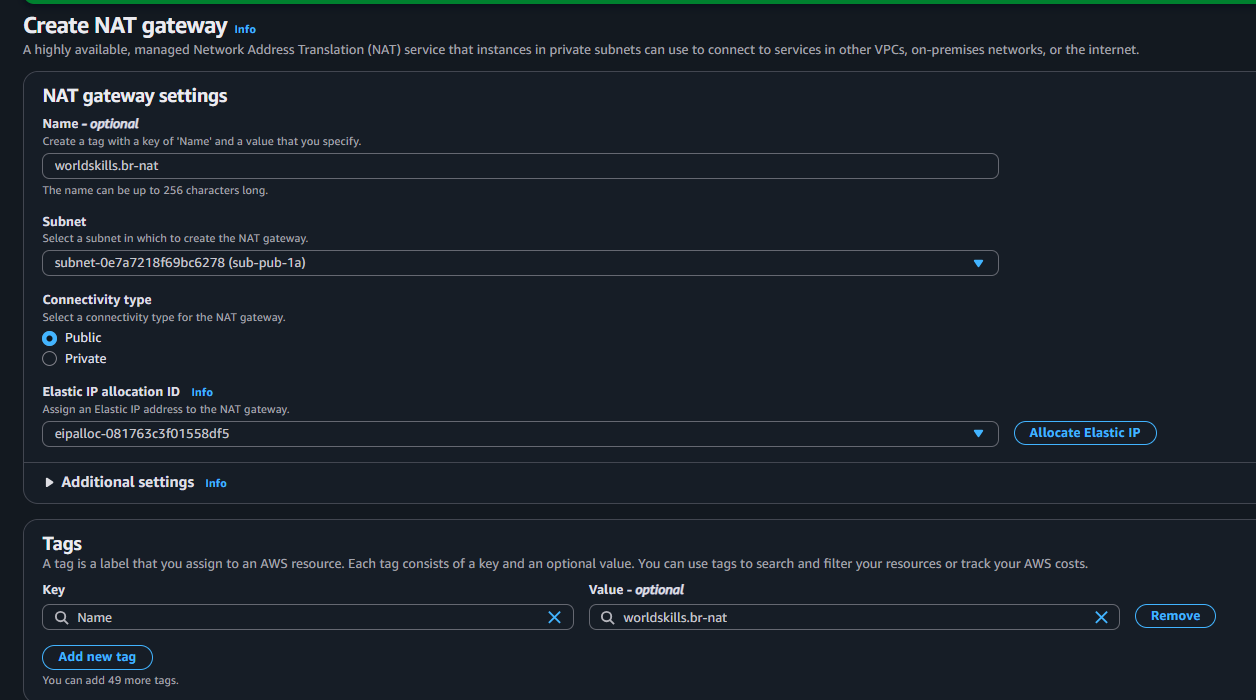 Create NAT gateway Info
A highly available, managed Network Address Translation (NAT) service that instances in private subnets can use to connect to services in other VPCs, on-premises networks, or the internet.
NAT gateway settings
Name - optional
Create a tag with a key of 'Name' and a value that you specify.
worldskills.br-nat
The name can be up to 256 characters long.
Subnet
Select a subnet in which to create the NAT gateway.
subnet-0e7a7218f69bc6278 (sub-pub-1a)
Connectivity type
Select a connectivity type for the NAT gateway.
Public
Private
Elastic IP allocation ID Info
Assign an Elastic IP address to the NAT gateway.
eipalloc-081763c3f01558df5 Allocate Elastic IP
Additional settings Info
Tags
A tag is a label that you assign to an AWS resource. Each tag consists of a key and an optional value. You can use tags to search and filter your resources or track your AWS costs.
Key Value - optional
Name worldskills.br-nat Remove
Add new tag
You can add 49 more tags.